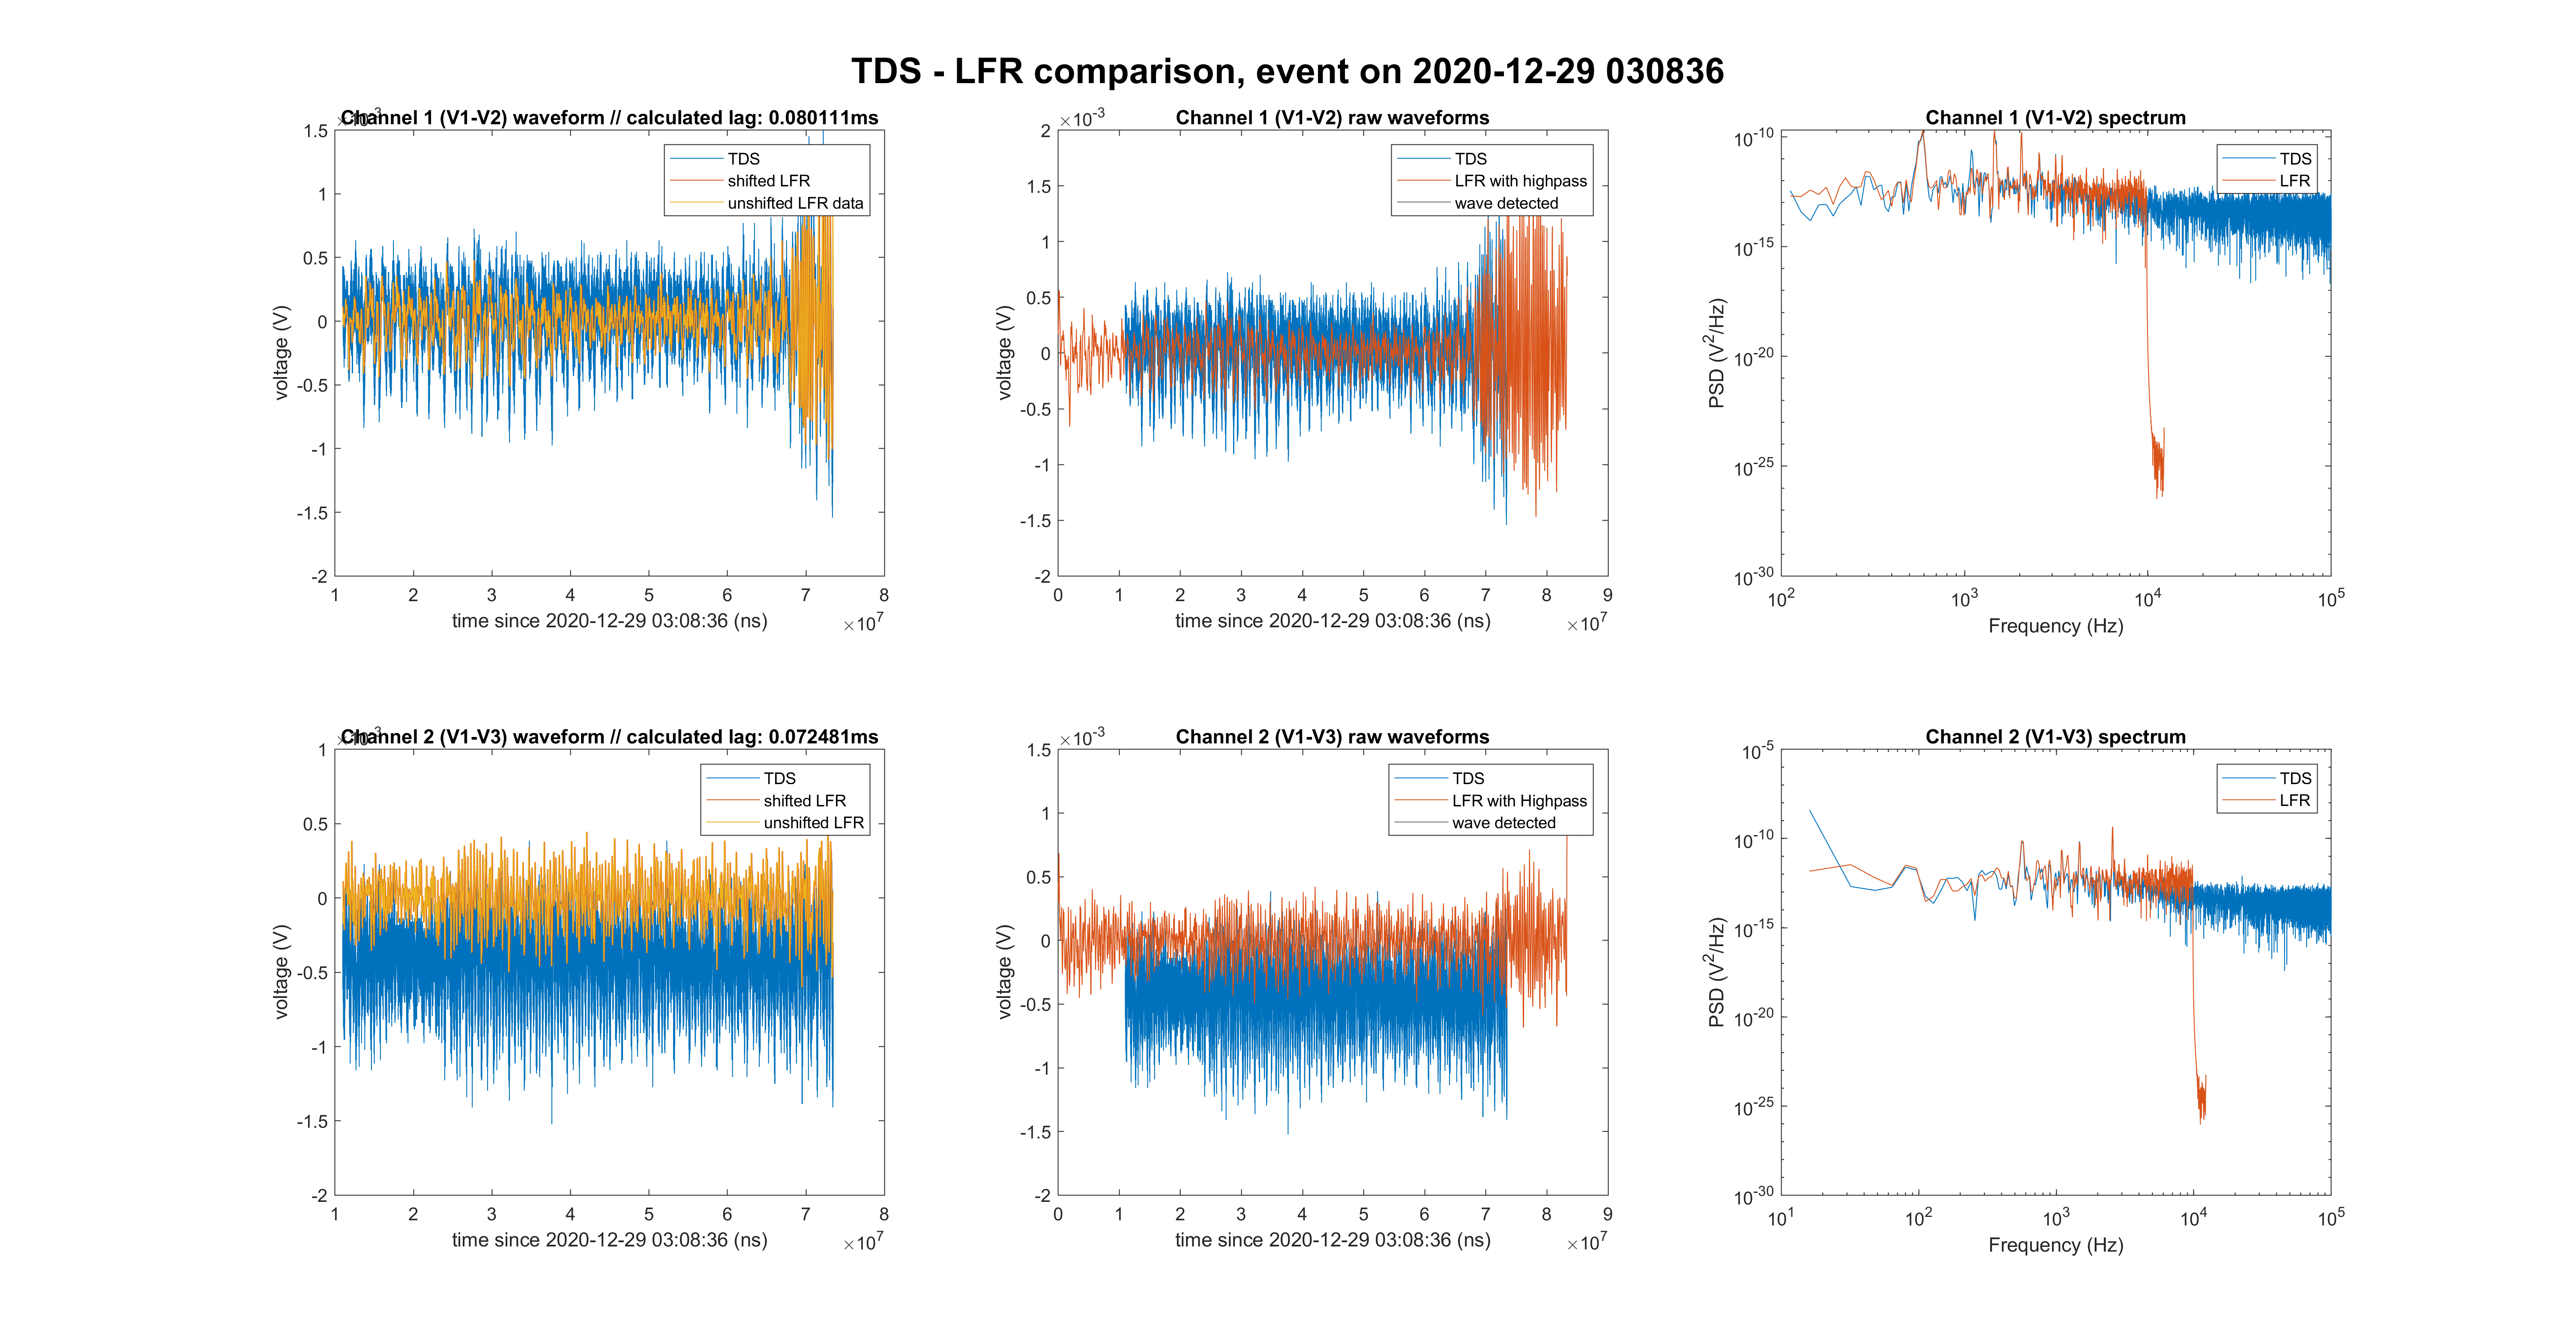 TDS - LFR comparison, event on 2020-12-29 030836
Channel 1 (V1-V2) waveform // calculated lag: 0.080111ms
1.5
1
0.5
0
-0.5
-1
-1.5
-2
voltage (V)
TDS
shifted LFR
unshifted LFR data
1 2 3 4 5 6 7 8
time since 2020-12-29 03:08:36 (ns)
×10^7
Channel 1 (V1-V2) raw waveforms
×10^-3
2
1.5
1
0.5
0
-0.5
-1
-1.5
-2
voltage (V)
TDS
LFR with highpass
wave detected
0 1 2 3 4 5 6 7 8 9
time since 2020-12-29 03:08:36 (ns)
×10^7
Channel 1 (V1-V2) spectrum
10^-10
10^-15
10^-20
10^-25
10^-30
PSD (V^2/Hz)
TDS
LFR
10^2 10^3 10^4 10^5
Frequency (Hz)
Channel 2 (V1-V3) waveform // calculated lag: 0.072481ms
1
0.5
0
-0.5
-1
-1.5
-2
voltage (V)
TDS
shifted LFR
unshifted LFR
1 2 3 4 5 6 7 8
time since 2020-12-29 03:08:36 (ns)
×10^7
Channel 2 (V1-V3) raw waveforms
×10^-3
1.5
1
0.5
0
-0.5
-1
-1.5
-2
voltage (V)
TDS
LFR with Highpass
wave detected
0 1 2 3 4 5 6 7 8 9
time since 2020-12-29 03:08:36 (ns)
×10^7
Channel 2 (V1-V3) spectrum
10^-5
10^-10
10^-15
10^-20
10^-25
10^-30
PSD (V^2/Hz)
TDS
LFR
10^1 10^2 10^3 10^4 10^5
Frequency (Hz)